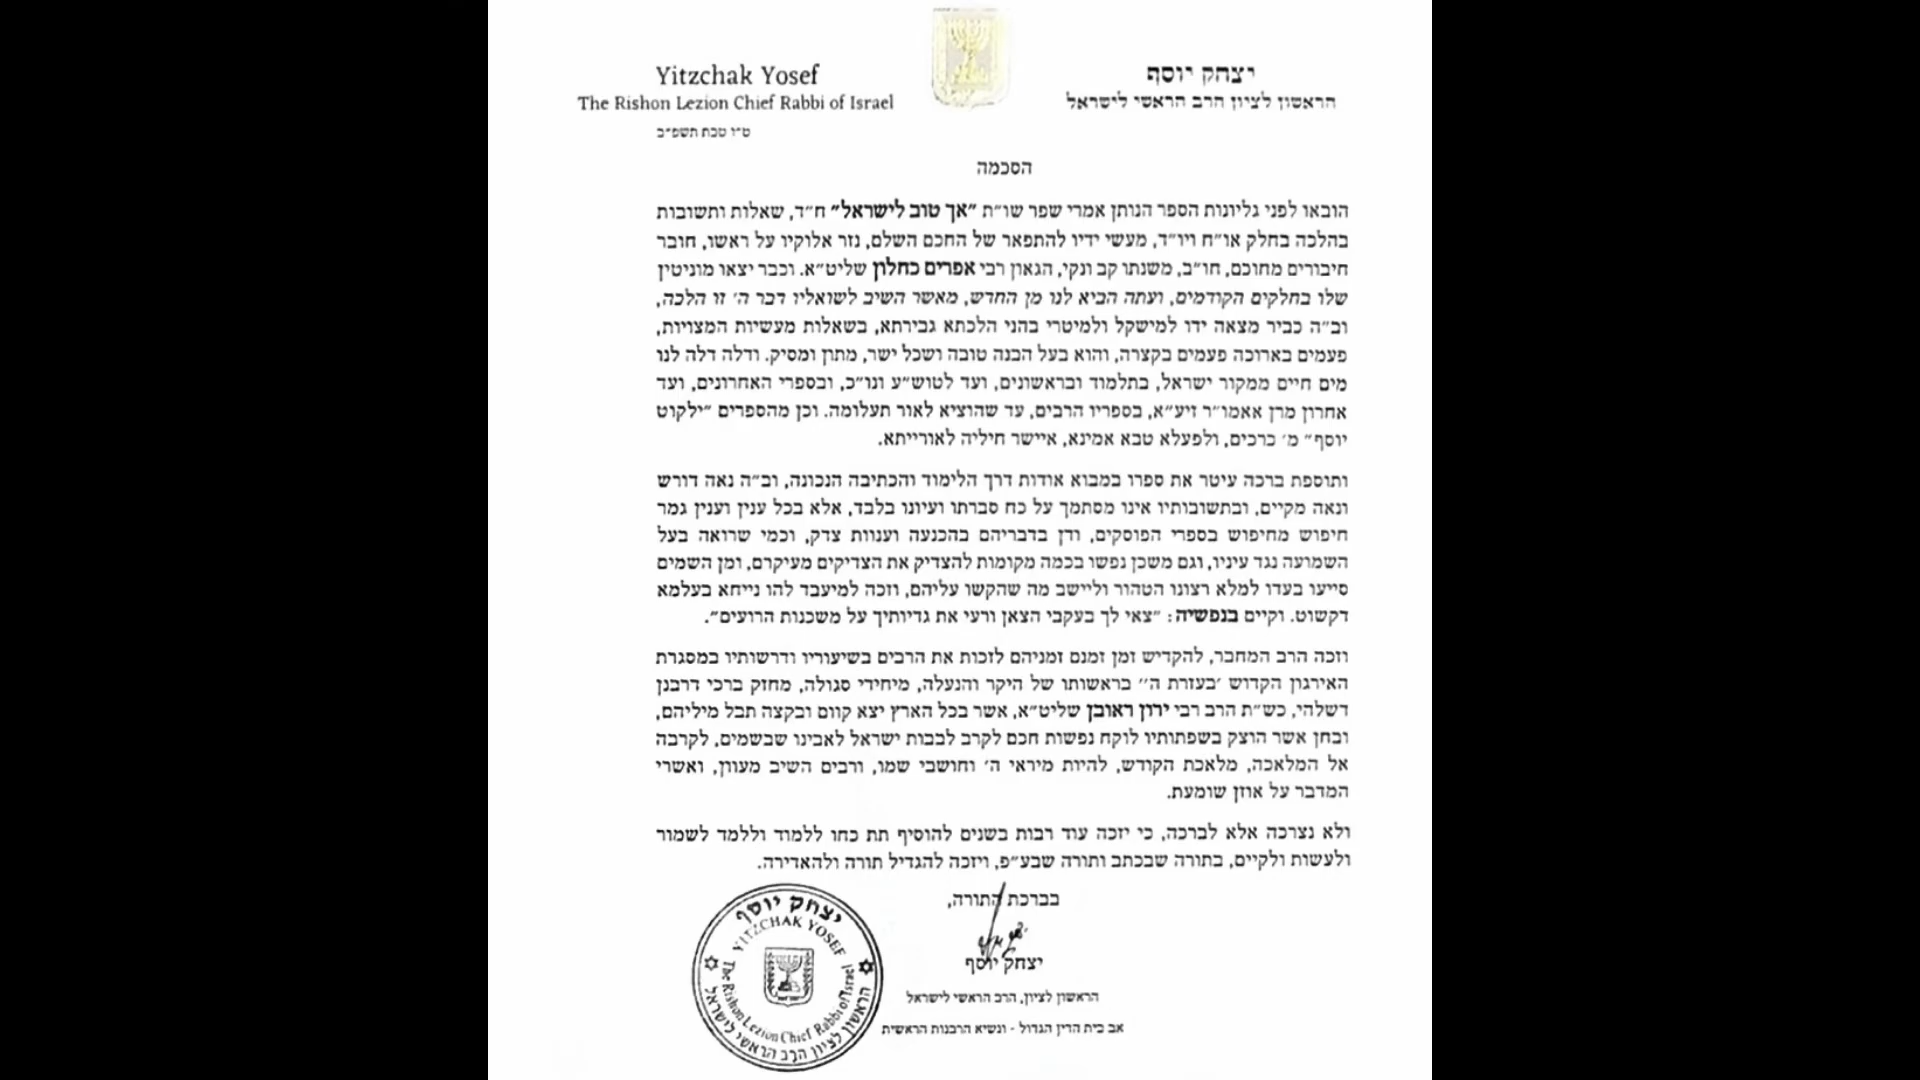 יצחק יוסף
הראשון לציון הרב הראשי לישראל
Yitzchak Yosef
The Rishon Lezion Chief Rabbi of Israel
ט״ו טבת תשפ״ב
הסכמה
הובאו לפני גליונות הספר הנותן אמרי שפר שו״ת ״אך טוב לישראל״ ח״ד, שאלות ותשובות
בהלכה בחלק או״ח ויו״ד, מעשי ידיו להתפאר של החכם השלם, נזר אלוקיו על ראשו, חובר
חיבורים מחוכם, חו״ב, משנתו קב ונקי, הגאון רבי אפרים כחלון שליט״א. וכבר יצאו מוניטין
שלו בחלקים הקודמים, ועתה הביא לנו מן החדש, מאשר השיב לשואליו דבר ה׳ זו הלכה,
וב״ה כביר מצאה ידו למישקל ולמיטרי בהני הלכתא גבירתא, בשאלות מעשיות המצויות,
פעמים בארוכה פעמים בקצרה, והוא בעל הבנה טובה ושכל ישר, מתון ומסיק. ודלה דלה לנו
מים חיים ממקור ישראל, בתלמוד ובראשונים, ועד לטוש״ע ונו״כ, ובספרי האחרונים, ועד
אחרון מרן אאמו״ר זיע״א, בספריו הרבים, עד שהוציא לאור תעלומה. וכן מהספרים ״ילקוט
יוסף״ מ׳ כרכים, ולפעלא טבא אמינא, איישר חיליה לאורייתא.
ותוספת ברכה עיטר את ספרו במבוא אודות דרך הלימוד והכתיבה הנכונה, וב״ה נאה דורש
ונאה מקיים, ובתשובותיו אינו מסתמך על כח סברתו ועיונו בלבד, אלא בכל ענין וענין גמר
חיפוש מחיפוש בספרי הפוסקים, ודן בדבריהם בהכנעה וענוות צדק, וכמי שרואה בעל
השמועה נגד עיניו, וגם משכן נפשו בכמה מקומות להצדיק את הצדיקים מעיקרם, ומן השמים
סייעו בעדו למלא רצונו הטהור וליישב מה שהקשו עליהם, וזכה למיעבד להו נייחא בעלמא
דקשוט. וקיים בנפשיה: ״צאי לך בעקבי הצאן ורעי את גדיותיך על משכנות הרועים״.
וזכה הרב המחבר, להקדיש זמן זמנם זמניהם לזכות את הרבים בשיעוריו ודרשותיו במסגרת
האירגון הקדוש ׳בעזרת ה׳׳ בראשותו של היקר והנעלה, מיחידי סגולה, מחזק ברכי דרבנן
דשלהי, כש״ת הרב רבי ירון ראובן שליט״א, אשר בכל הארץ יצא קוום ובקצה תבל מיליהם,
ובחן אשר הוצק בשפתותיו לוקח נפשות חכם לקרב לבבות ישראל לאבינו שבשמים, לקרבה
אל המלאכה, מלאכת הקודש, להיות מיראי ה׳ וחושבי שמו, ורבים השיב מעוון, ואשרי
המדבר על אוזן שומעת.
ולא נצרכה אלא לברכה, כי יזכה עוד רבות בשנים להוסיף תת כחו ללמוד וללמד לשמור
ולעשות ולקיים, בתורה שבכתב ותורה שבע״פ, ויזכה להגדיל תורה ולהאדירה.
בברכת התורה,
יצחק יוסף
הראשון לציון, הרב הראשי לישראל
אב בית הדין הגדול - ונשיא הרבנות הראשית
יצחק יוסף
YITZCHAK YOSEF
The Rishon Lezion Chief Rabbi of Israel
הראשון לציון הרב הראשי לישראל